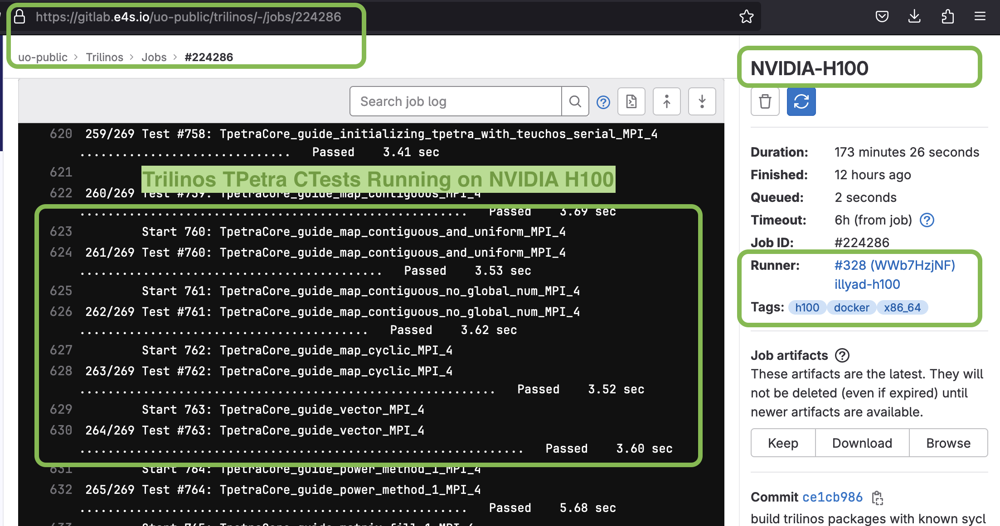 https://gitlab.e4s.io/uo-public/trilinos/-/jobs/224286
uo-public > Trilinos > Jobs > #224286
Search job log
620 259/269 Test #758: TpetraCore_guide_initializing_tpetra_with_teuchos_serial_MPI_4
.............................. Passed 3.41 sec
621
Trilinos TPetra CTests Running on NVIDIA H100
622 260/269 Test #759: TpetraCore_guide_map_contiguous_MPI_4
....................................................... Passed 3.69 sec
623 Start 760: TpetraCore_guide_map_contiguous_and_uniform_MPI_4
624 261/269 Test #760: TpetraCore_guide_map_contiguous_and_uniform_MPI_4
........................................... Passed 3.53 sec
625 Start 761: TpetraCore_guide_map_contiguous_no_global_num_MPI_4
626 262/269 Test #761: TpetraCore_guide_map_contiguous_no_global_num_MPI_4
......................................... Passed 3.62 sec
627 Start 762: TpetraCore_guide_map_cyclic_MPI_4
628 263/269 Test #762: TpetraCore_guide_map_cyclic_MPI_4
........................................................... Passed 3.52 sec
629 Start 763: TpetraCore_guide_vector_MPI_4
630 264/269 Test #763: TpetraCore_guide_vector_MPI_4
............................................................... Passed 3.60 sec
631 Start 764: TpetraCore_guide_power_method_1_MPI_4
632 265/269 Test #764: TpetraCore_guide_power_method_1_MPI_4
....................................................... Passed 5.68 sec
633 Start 765: TpetraCore_guide_matrix_fill_1_MPI_4
NVIDIA-H100
Duration: 173 minutes 26 seconds
Finished: 12 hours ago
Queued: 2 seconds
Timeout: 6h (from job)
Job ID: #224286
Runner: #328 (WWb7HzjNF)
illyad-h100
Tags: h100 docker x86_64
Job artifacts
These artifacts are the latest. They will
not be deleted (even if expired) until
newer artifacts are available.
Keep Download Browse
Commit ce1cb986
build trilinos packages with known sycl